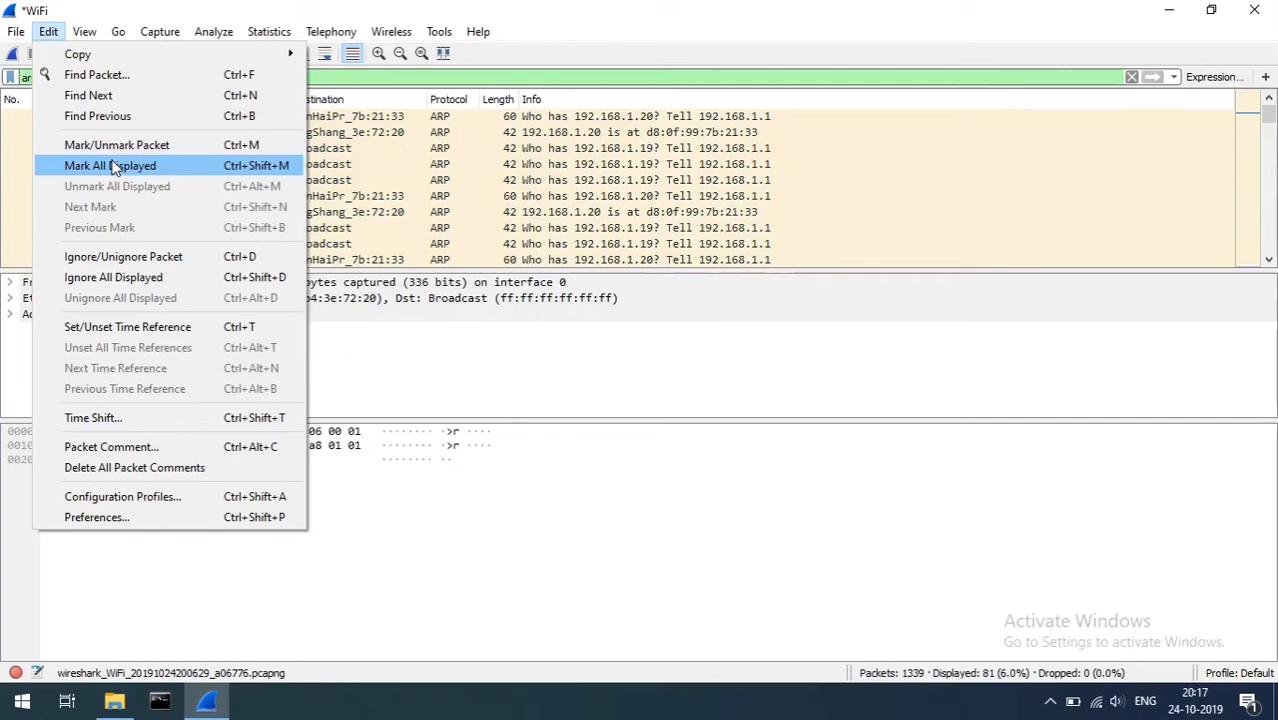 *WiFi
File Edit View Go Capture Analyze Statistics Telephony Wireless Tools Help
ar Expression... +
No. stination Protocol Length Info
nHaiPr_7b:21:33 ARP 60 Who has 192.168.1.20? Tell 192.168.1.1
gShang_3e:72:20 ARP 42 192.168.1.20 is at d8:0f:99:7b:21:33
oadcast ARP 42 Who has 192.168.1.19? Tell 192.168.1.1
oadcast ARP 42 Who has 192.168.1.19? Tell 192.168.1.1
oadcast ARP 42 Who has 192.168.1.19? Tell 192.168.1.1
nHaiPr_7b:21:33 ARP 60 Who has 192.168.1.20? Tell 192.168.1.1
gShang_3e:72:20 ARP 42 192.168.1.20 is at d8:0f:99:7b:21:33
oadcast ARP 42 Who has 192.168.1.19? Tell 192.168.1.1
oadcast ARP 42 Who has 192.168.1.19? Tell 192.168.1.1
nHaiPr_7b:21:33 ARP 60 Who has 192.168.1.20? Tell 192.168.1.1
Copy
Find Packet... Ctrl+F
Find Next Ctrl+N
Find Previous Ctrl+B
Mark/Unmark Packet Ctrl+M
Mark All Displayed Ctrl+Shift+M
Unmark All Displayed Ctrl+Alt+M
Next Mark Ctrl+Shift+N
Previous Mark Ctrl+Shift+B
Ignore/Unignore Packet Ctrl+D
Ignore All Displayed Ctrl+Shift+D
Unignore All Displayed Ctrl+Alt+D
Set/Unset Time Reference Ctrl+T
Unset All Time References Ctrl+Alt+T
Next Time Reference Ctrl+Alt+N
Previous Time Reference Ctrl+Alt+B
Time Shift... Ctrl+Shift+T
Packet Comment... Ctrl+Alt+C
Delete All Packet Comments
Configuration Profiles... Ctrl+Shift+A
Preferences... Ctrl+Shift+P
Fr bytes captured (336 bits) on interface 0
Et b4:3e:72:20), Dst: Broadcast (ff:ff:ff:ff:ff:ff)
Ad
0000 06 00 01 ········ ·>r ····
0010 a8 01 01 ········ ·>r ····
0020 ········ ··
Activate Windows
Go to Settings to activate Windows.
wireshark_WiFi_20191024200629_a06776.pcapng Packets: 1339 · Displayed: 81 (6.0%) · Dropped: 0 (0.0%) Profile: Default
ENG 20:17
24-10-2019
1